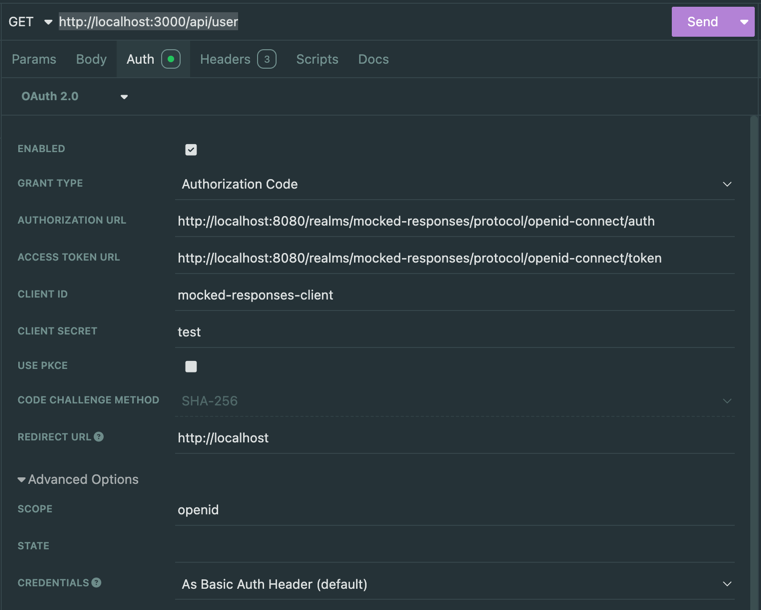 GET http://localhost:3000/api/user Send
Params Body Auth Headers 3 Scripts Docs
OAuth 2.0
ENABLED
GRANT TYPE Authorization Code
AUTHORIZATION URL http://localhost:8080/realms/mocked-responses/protocol/openid-connect/auth
ACCESS TOKEN URL http://localhost:8080/realms/mocked-responses/protocol/openid-connect/token
CLIENT ID mocked-responses-client
CLIENT SECRET test
USE PKCE
CODE CHALLENGE METHOD SHA-256
REDIRECT URL ? http://localhost
Advanced Options
SCOPE openid
STATE
CREDENTIALS ? As Basic Auth Header (default)